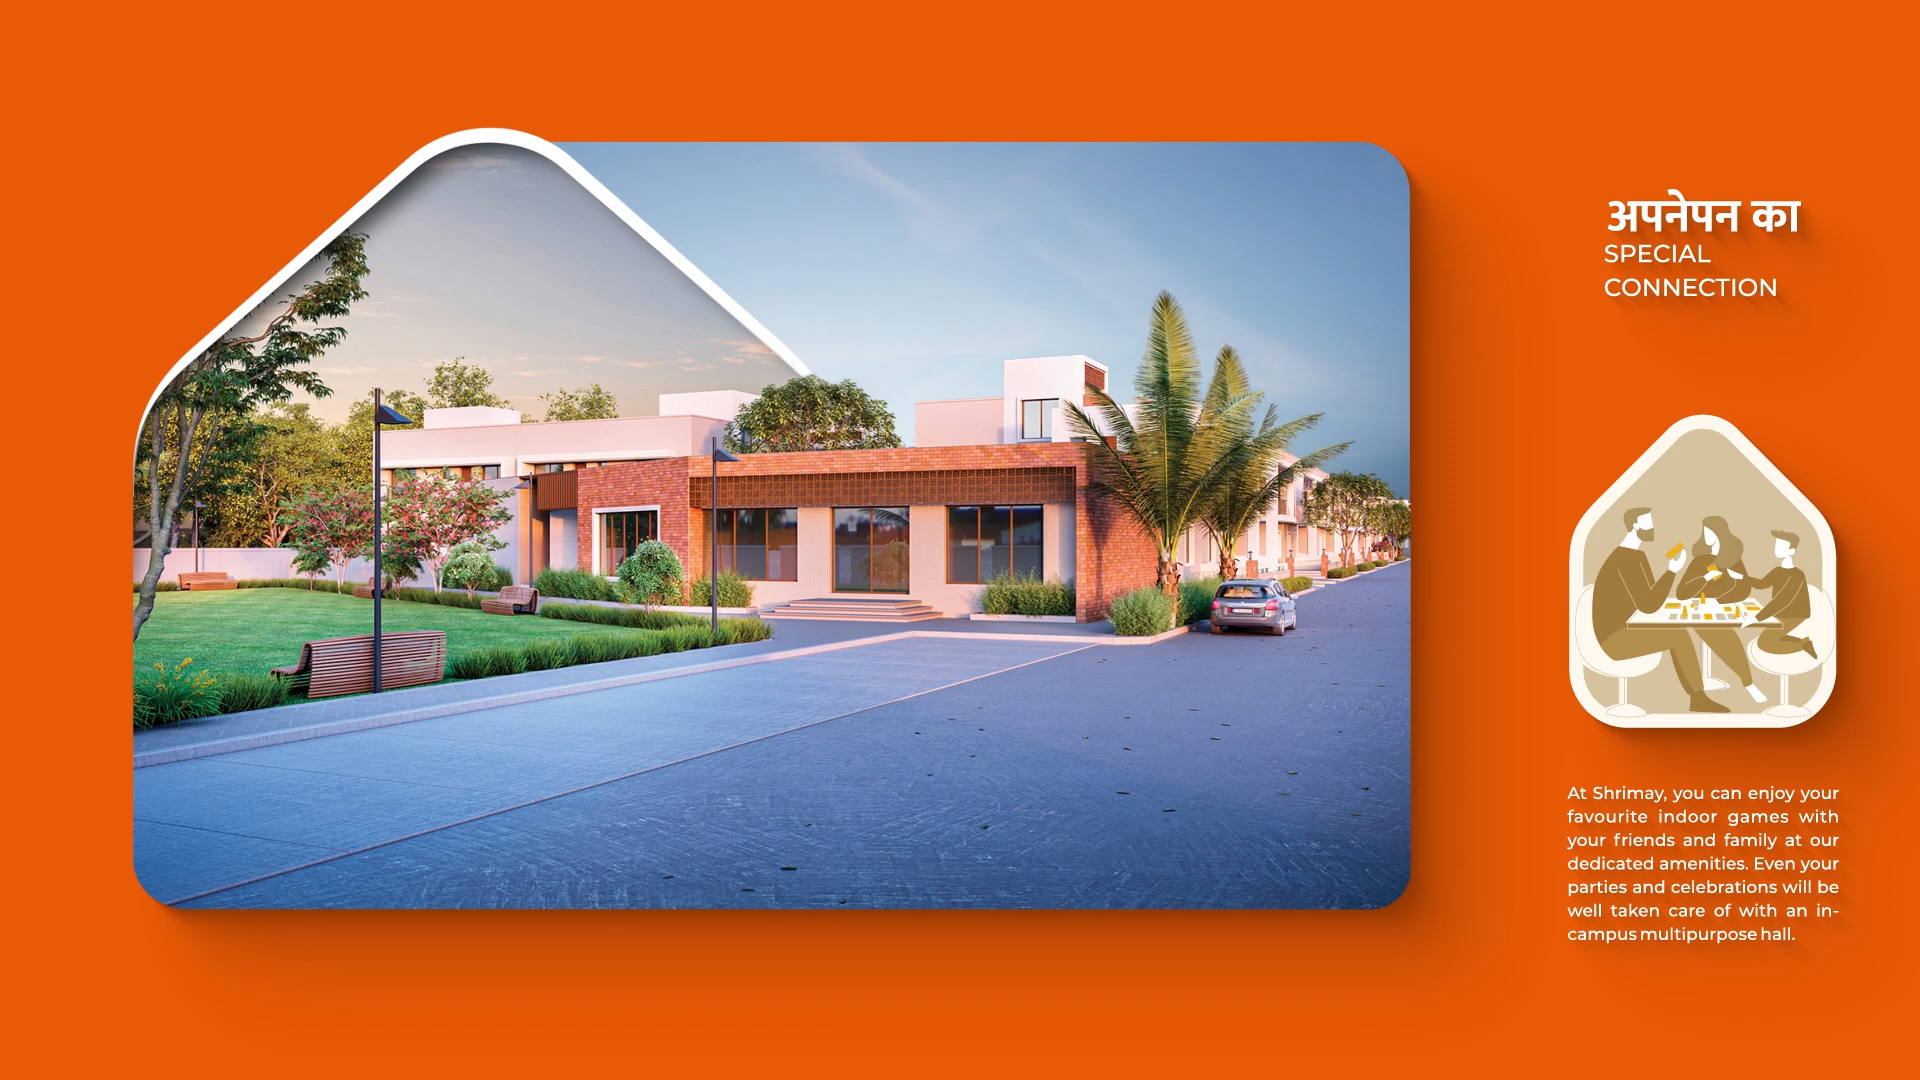 अपनेपन का
SPECIAL
CONNECTION
At Shrimay, you can enjoy your
favourite indoor games with
your friends and family at our
dedicated amenities. Even your
parties and celebrations will be
well taken care of with an in-
campus multipurpose hall.